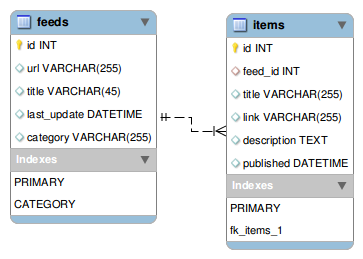 feeds
id INT
url VARCHAR(255)
title VARCHAR(45)
last_update DATETIME
category VARCHAR(255)
Indexes
PRIMARY
CATEGORY
items
id INT
feed_id INT
title VARCHAR(255)
link VARCHAR(255)
description TEXT
published DATETIME
Indexes
PRIMARY
fk_items_1